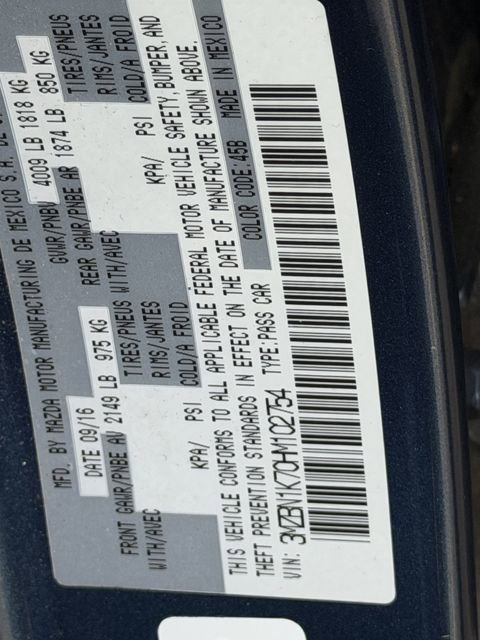 MFD. BY MAZDA MOTOR MANUFACTURING DE MEXICO S.A. DE
DATE 09/16 GVWR/PNBV 4009 LB 1818 KG
FRONT GAWR/PNBE AV 2149 LB 975 KG REAR GAWR/PNBE AR 1874 LB 850 KG
WITH/AVEC TIRES/PNEUS WITH/AVEC TIRES/PNEUS
RIMS/JANTES RIMS/JANTES
KPA/ PSI COLD/A FROID KPA/ PSI COLD/A FROID
THIS VEHICLE CONFORMS TO ALL APPLICABLE FEDERAL MOTOR VEHICLE SAFETY BUMPER, AND
THEFT PREVENTION STANDARDS IN EFFECT ON THE DATE OF MANUFACTURE SHOWN ABOVE.
VIN: 3MZBN1K70HM102754 TYPE:PASS CAR COLOR CODE:45B MADE IN MEXICO